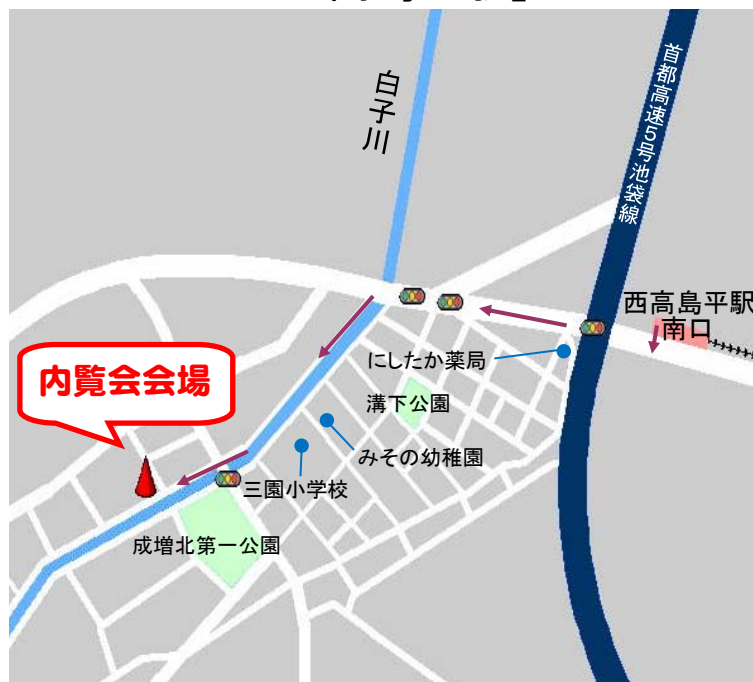 白子川
首都高速5号池袋線
西高島平駅
南口
にしたか薬局
内覧会会場
溝下公園
みその幼稚園
三園小学校
成増北第一公園